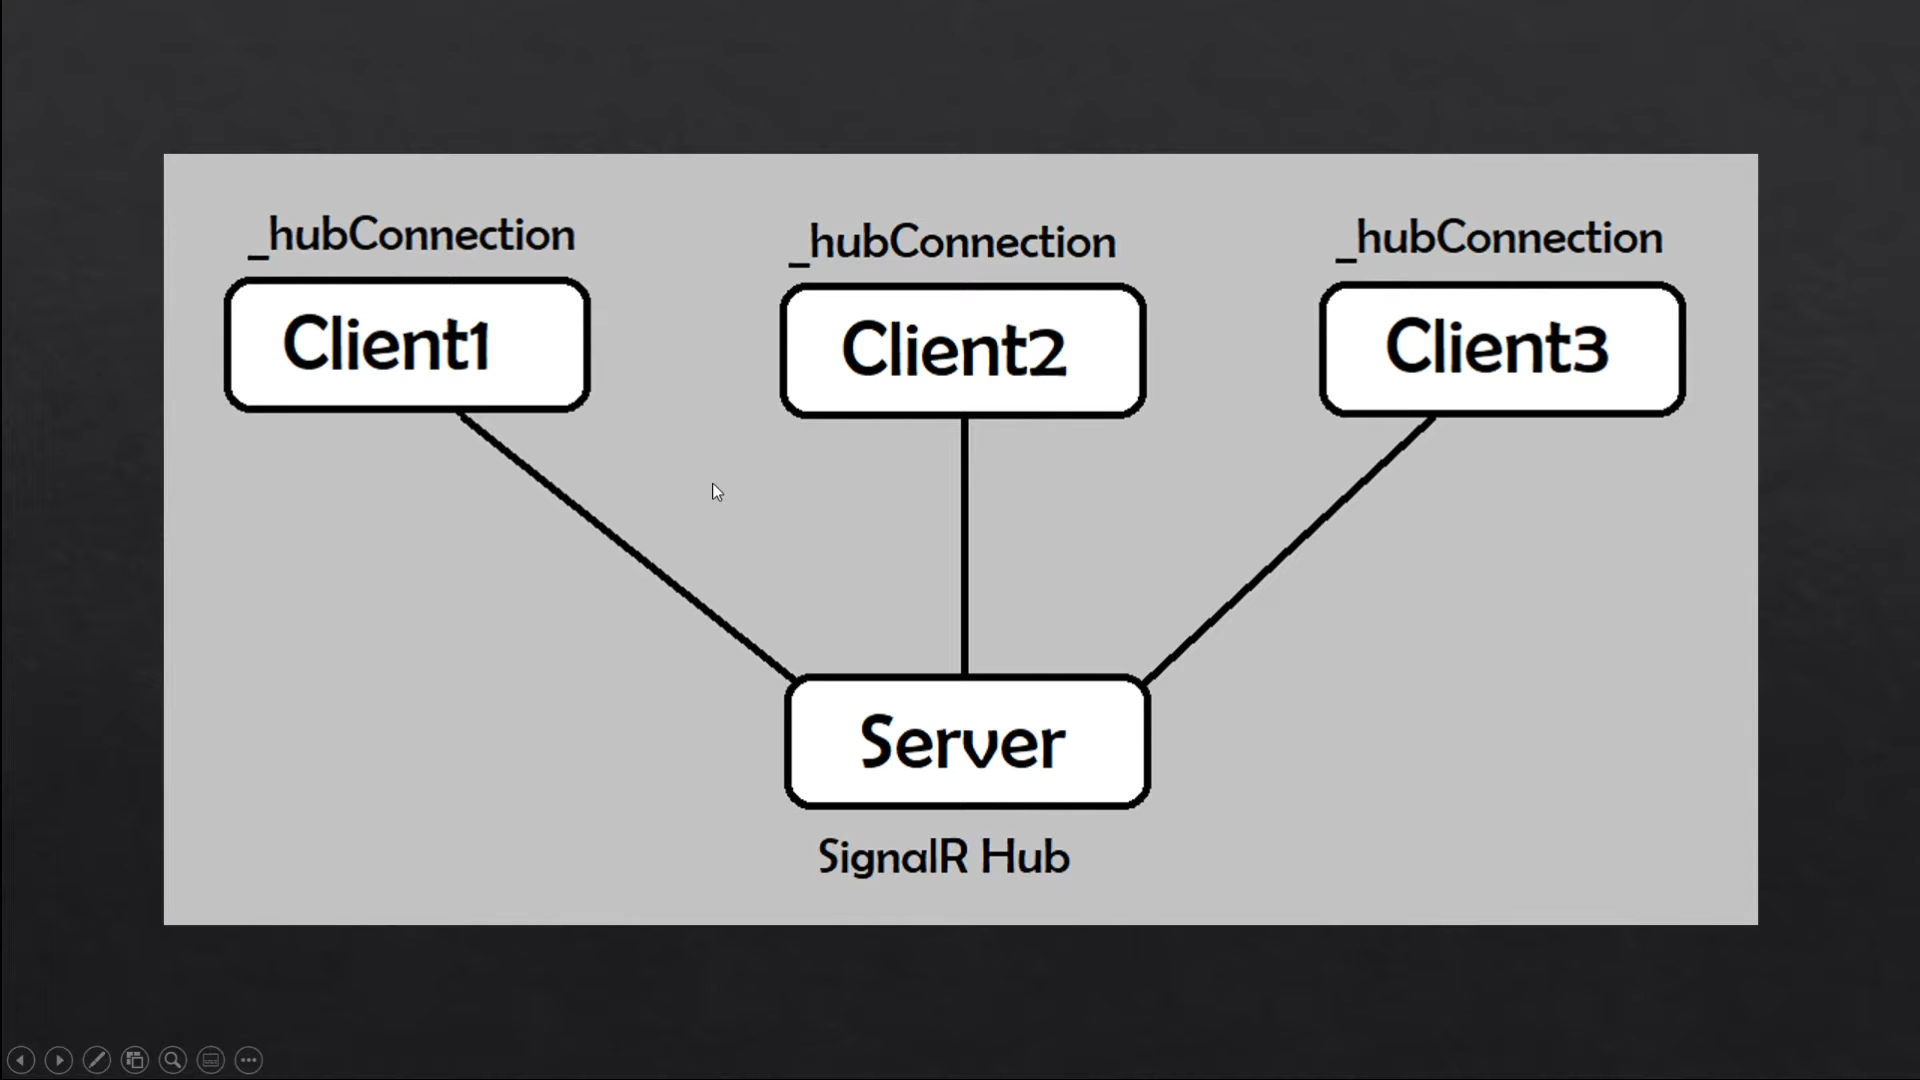 _hubConnection
_hubConnection
_hubConnection
Client1
Client2
Client3
Server
SignalR Hub